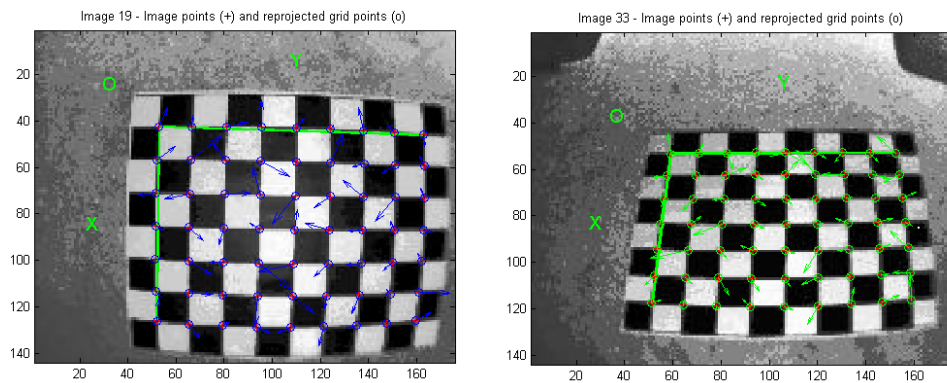 Image 19 - Image points (+) and reprojected grid points (o)
20
40
60
80
100
120
140
20 40 60 80 100 120 140 160
O
Y
X
Image 33 - Image points (+) and reprojected grid points (o)
20
40
60
80
100
120
140
20 40 60 80 100 120 140 160
O
Y
X